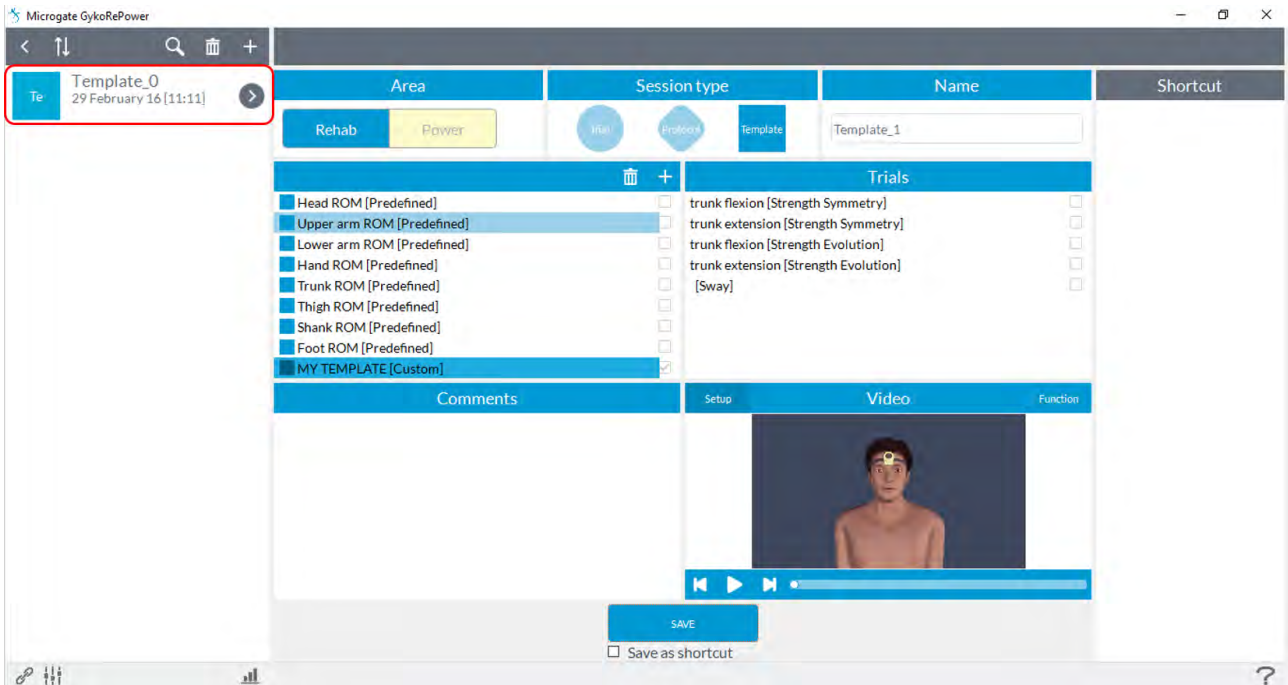 Microgate GykoRePower
Te
Template_0
29 February 16 [11:11]
Area
Session type
Name
Shortcut
Rehab
Power
Trial
Protocol
Template
Template_1
Trials
Head ROM [Predefined]
Upper arm ROM [Predefined]
Lower arm ROM [Predefined]
Hand ROM [Predefined]
Trunk ROM [Predefined]
Thigh ROM [Predefined]
Shank ROM [Predefined]
Foot ROM [Predefined]
MY TEMPLATE [Custom]
trunk flexion [Strength Symmetry]
trunk extension [Strength Symmetry]
trunk flexion [Strength Evolution]
trunk extension [Strength Evolution]
[Sway]
Comments
Setup
Video
Function
SAVE
Save as shortcut
?